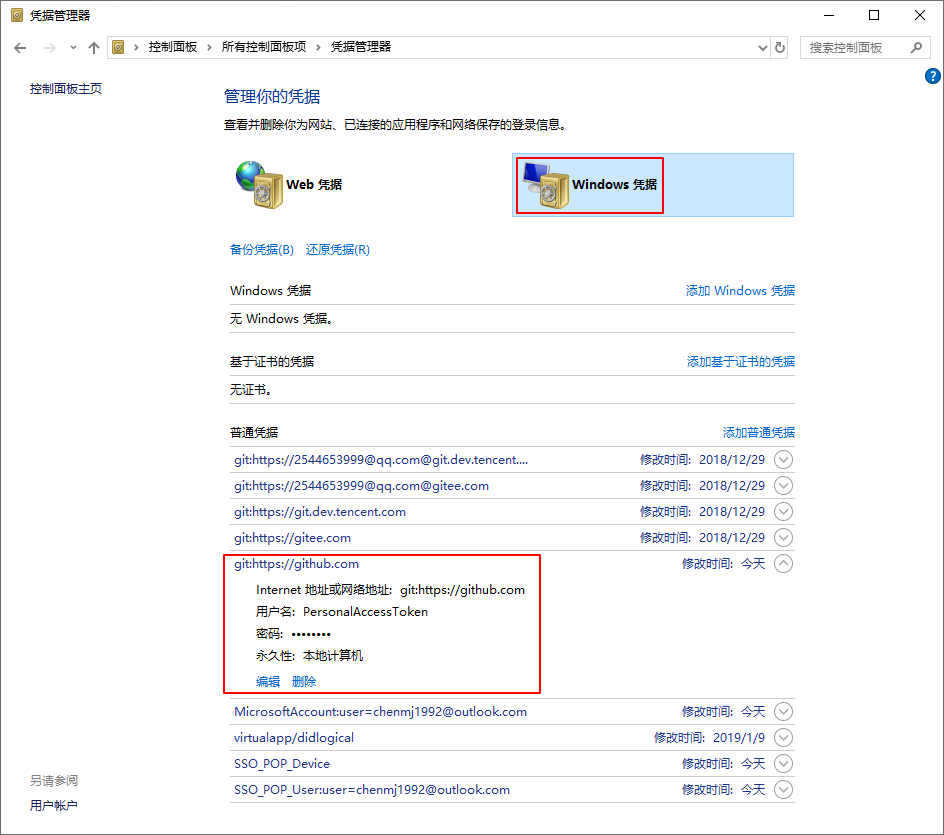 凭据管理器
控制面板 › 所有控制面板项 › 凭据管理器
搜索控制面板
?
控制面板主页
管理你的凭据
查看并删除你为网站、已连接的应用程序和网络保存的登录信息。
Web 凭据
Windows 凭据
备份凭据(B) 还原凭据(R)
Windows 凭据 添加 Windows 凭据
无 Windows 凭据。
基于证书的凭据 添加基于证书的凭据
无证书。
普通凭据 添加普通凭据
git:https://2544653999@qq.com@git.dev.tencent.... 修改时间: 2018/12/29
git:https://2544653999@qq.com@gitee.com 修改时间: 2018/12/29
git:https://git.dev.tencent.com 修改时间: 2018/12/29
git:https://gitee.com 修改时间: 2018/12/29
git:https://github.com 修改时间: 今天
Internet 地址或网络地址: git:https://github.com
用户名: PersonalAccessToken
密码: ••••••••
永久性: 本地计算机
编辑 删除
MicrosoftAccount:user=chenmj1992@outlook.com 修改时间: 今天
virtualapp/didlogical 修改时间: 2019/1/9
SSO_POP_Device 修改时间: 今天
SSO_POP_User:user=chenmj1992@outlook.com 修改时间: 今天
另请参阅
用户帐户